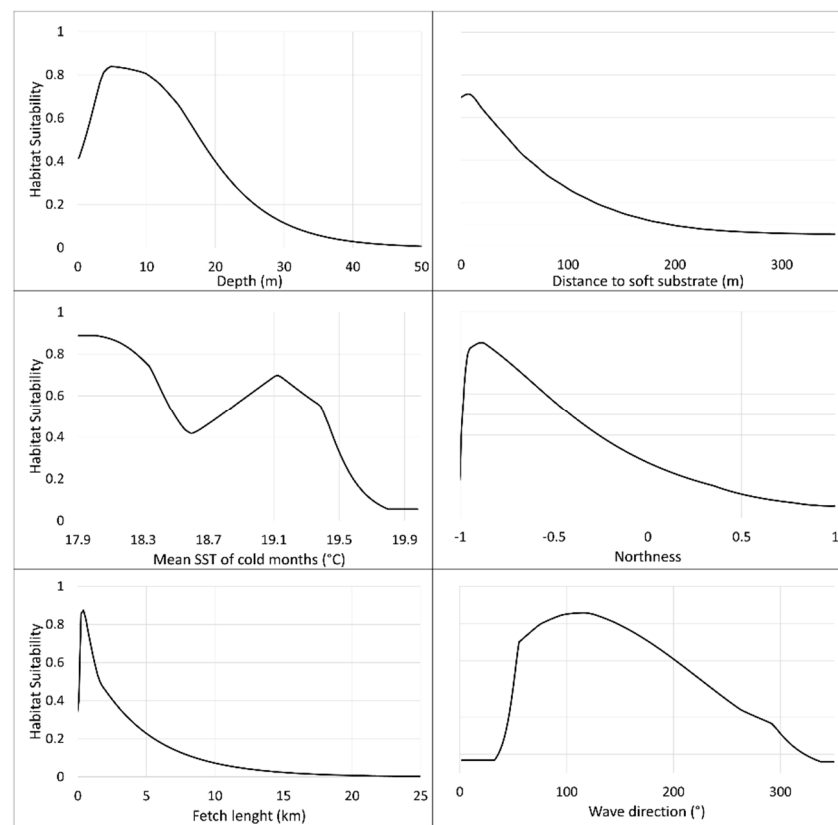 1
0.8
0.6
0.4
0.2
0
Habitat Suitability
0 10 20 30 40 50
Depth (m)
0 100 200 300
Distance to soft substrate (m)
1
0.8
0.6
0.4
0.2
0
Habitat Suitability
17.9 18.3 18.7 19.1 19.5 19.9
Mean SST of cold months (°C)
-1 -0.5 0 0.5 1
Northness
1
0.8
0.6
0.4
0.2
0
Habitat Suitability
0 5 10 15 20 25
Fetch lenght (km)
0 100 200 300
Wave direction (°)